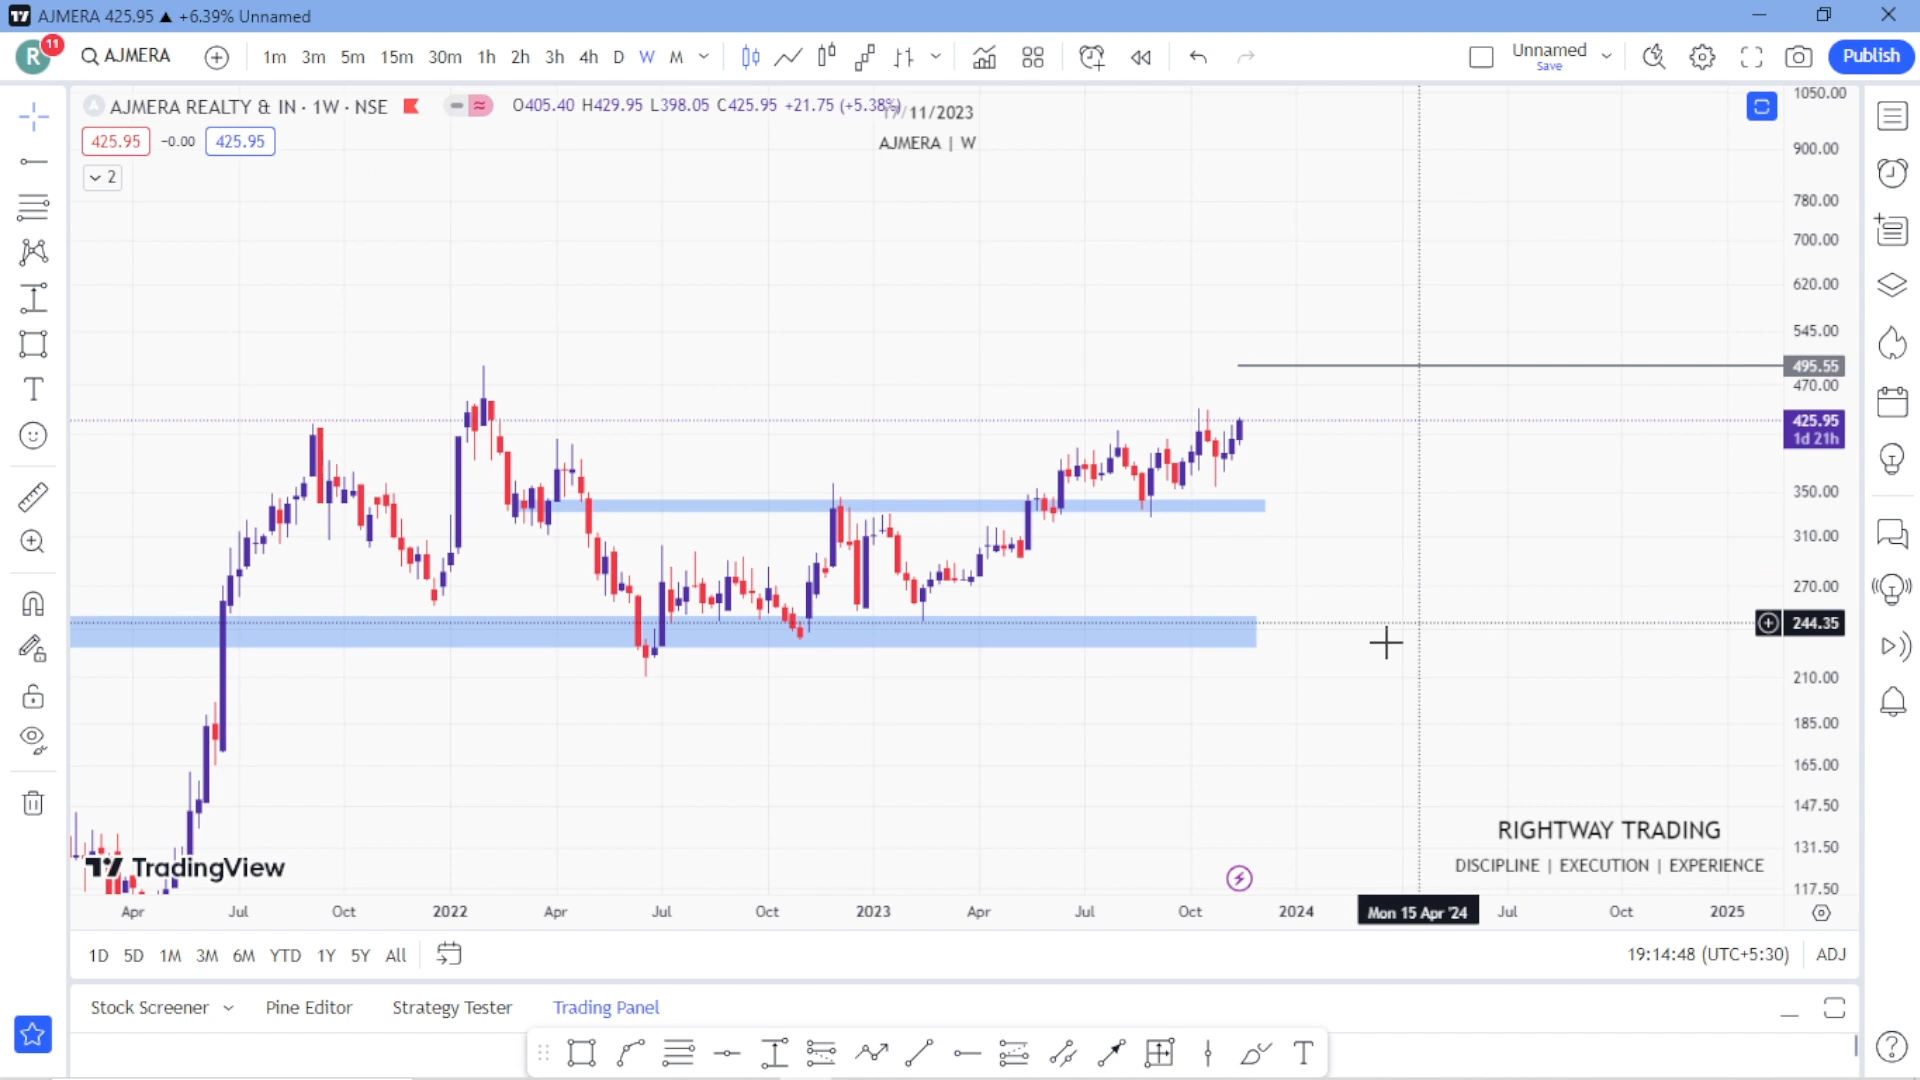 AJMERA 425.95 ▲ +6.39% Unnamed
R 11 AJMERA 1m 3m 5m 15m 30m 1h 2h 3h 4h D W M Unnamed Save Publish
AJMERA REALTY & IN · 1W · NSE O405.40 H429.95 L398.05 C425.95 +21.75 (+5.38%)
/11/2023
425.95 -0.00 425.95
AJMERA | W
2
1050.00
900.00
780.00
700.00
620.00
545.00
495.55
470.00
425.95
1d 21h
350.00
310.00
270.00
244.35
210.00
185.00
165.00
147.50
131.50
117.50
RIGHTWAY TRADING
DISCIPLINE | EXECUTION | EXPERIENCE
TradingView
Apr Jul Oct 2022 Apr Jul Oct 2023 Apr Jul Oct 2024 Mon 15 Apr '24 Jul Oct 2025
1D 5D 1M 3M 6M YTD 1Y 5Y All 19:14:48 (UTC+5:30) ADJ
Stock Screener Pine Editor Strategy Tester Trading Panel
T